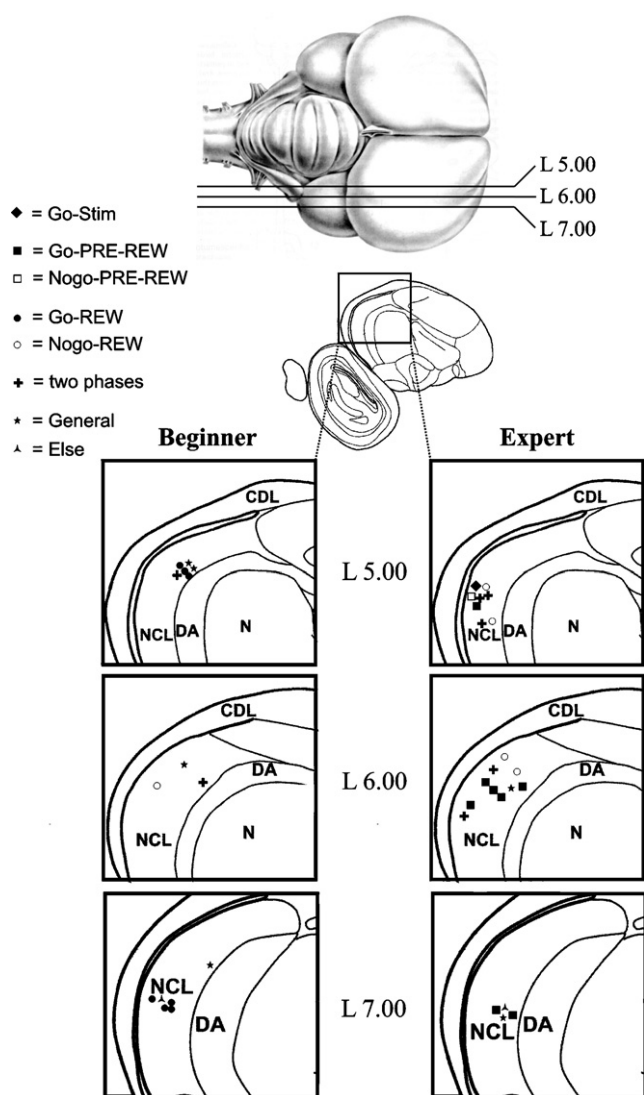 L 5.00
L 6.00
L 7.00
= Go-Stim
= Go-PRE-REW
= Nogo-PRE-REW
= Go-REW
= Nogo-REW
= two phases
= General
= Else
Beginner
Expert
CDL
NCL
DA
N
L 5.00
CDL
NCL
DA
N
CDL
DA
NCL
N
L 6.00
CDL
DA
NCL
N
NCL
DA
L 7.00
NCL
DA